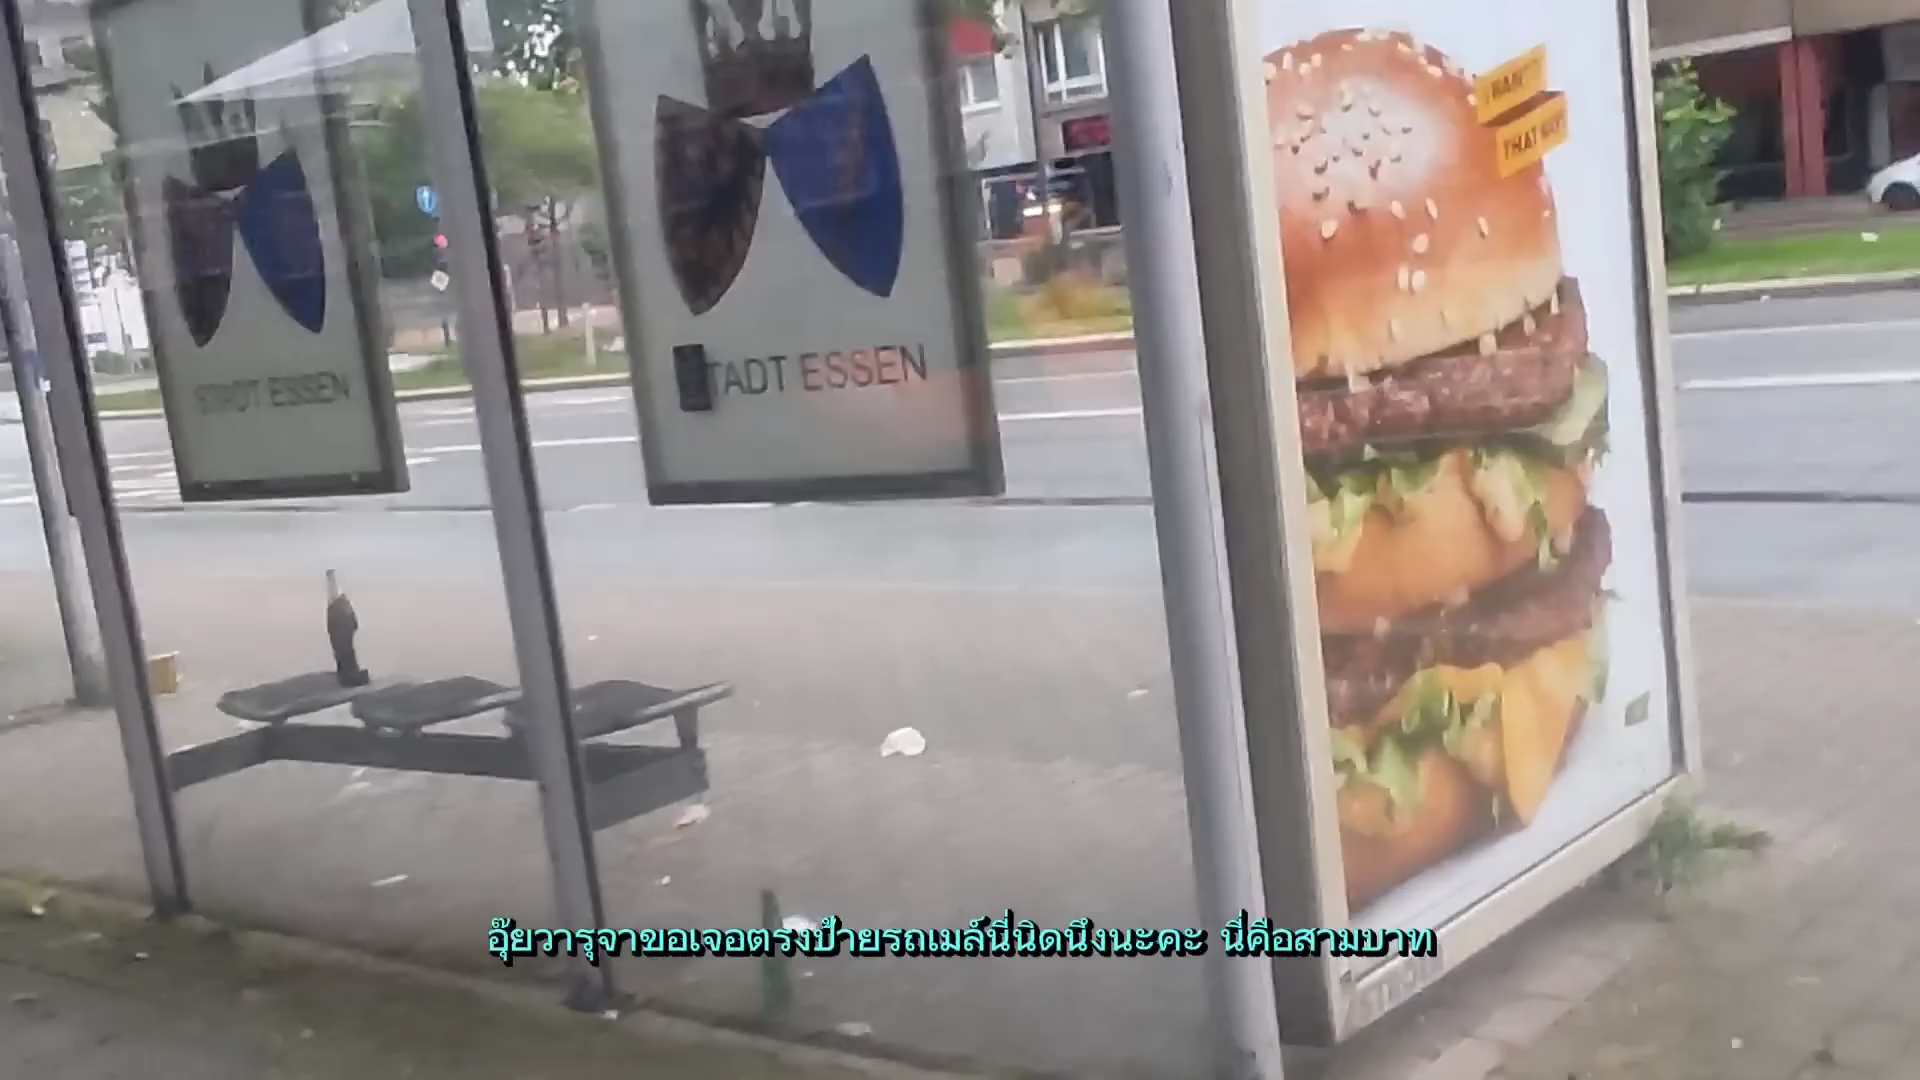 I WANT IT
THAT WAY!
STADT ESSEN
TADT ESSEN
อุ๊ยวารุจาขอเจอตรงป้ายรถเมล์นี่นิดนึงนะคะ นี่คือสามบาท